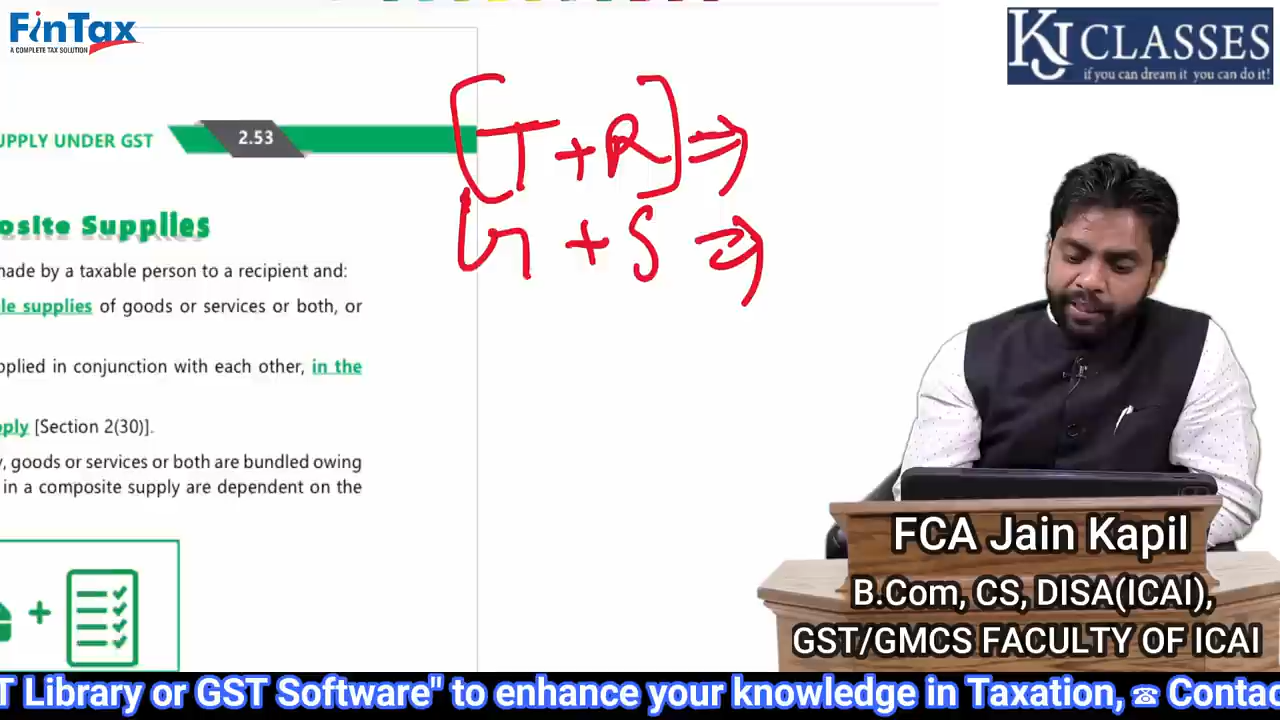 FinTax
A COMPLETE TAX SOLUTION
KJ CLASSES
if you can dream it you can do it!
UPPLY UNDER GST
2.53
[T + R] ⇒
G + S ⇒
osite Supplies
made by a taxable person to a recipient and:
le supplies of goods or services or both, or
pplied in conjunction with each other, in the
pply [Section 2(30)].
y, goods or services or both are bundled owing
in a composite supply are dependent on the
+
FCA Jain Kapil
B.Com, CS, DISA(ICAI),
GST/GMCS FACULTY OF ICAI
T Library or GST Software" to enhance your knowledge in Taxation, ☎ Contac